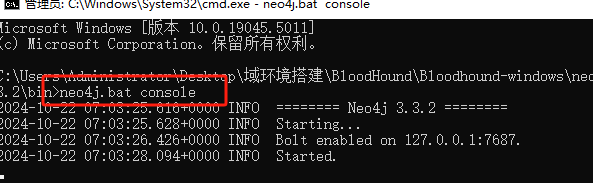 管理员: C:\Windows\System32\cmd.exe - neo4j.bat  console
Microsoft Windows [版本 10.0.19045.5011]
(c) Microsoft Corporation。保留所有权利。
C:\Users\Administrator\Desktop\域环境搭建\BloodHound\Bloodhound-windows\neo
3.2\bin>neo4j.bat console
2024-10-22 07:03:25.616+0000 INFO  ======== Neo4j 3.3.2 ========
2024-10-22 07:03:25.628+0000 INFO  Starting...
2024-10-22 07:03:26.426+0000 INFO  Bolt enabled on 127.0.0.1:7687.
2024-10-22 07:03:28.094+0000 INFO  Started.